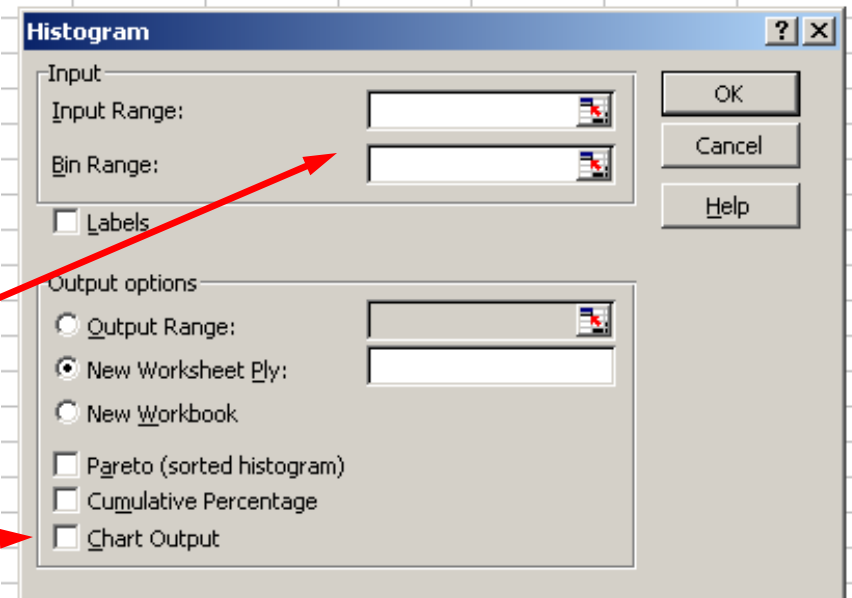 Histogram
Input
Input Range:
Bin Range:
Labels
OK
Cancel
Help
Output options
Output Range:
New Worksheet Ply:
New Workbook
Pareto (sorted histogram)
Cumulative Percentage
Chart Output